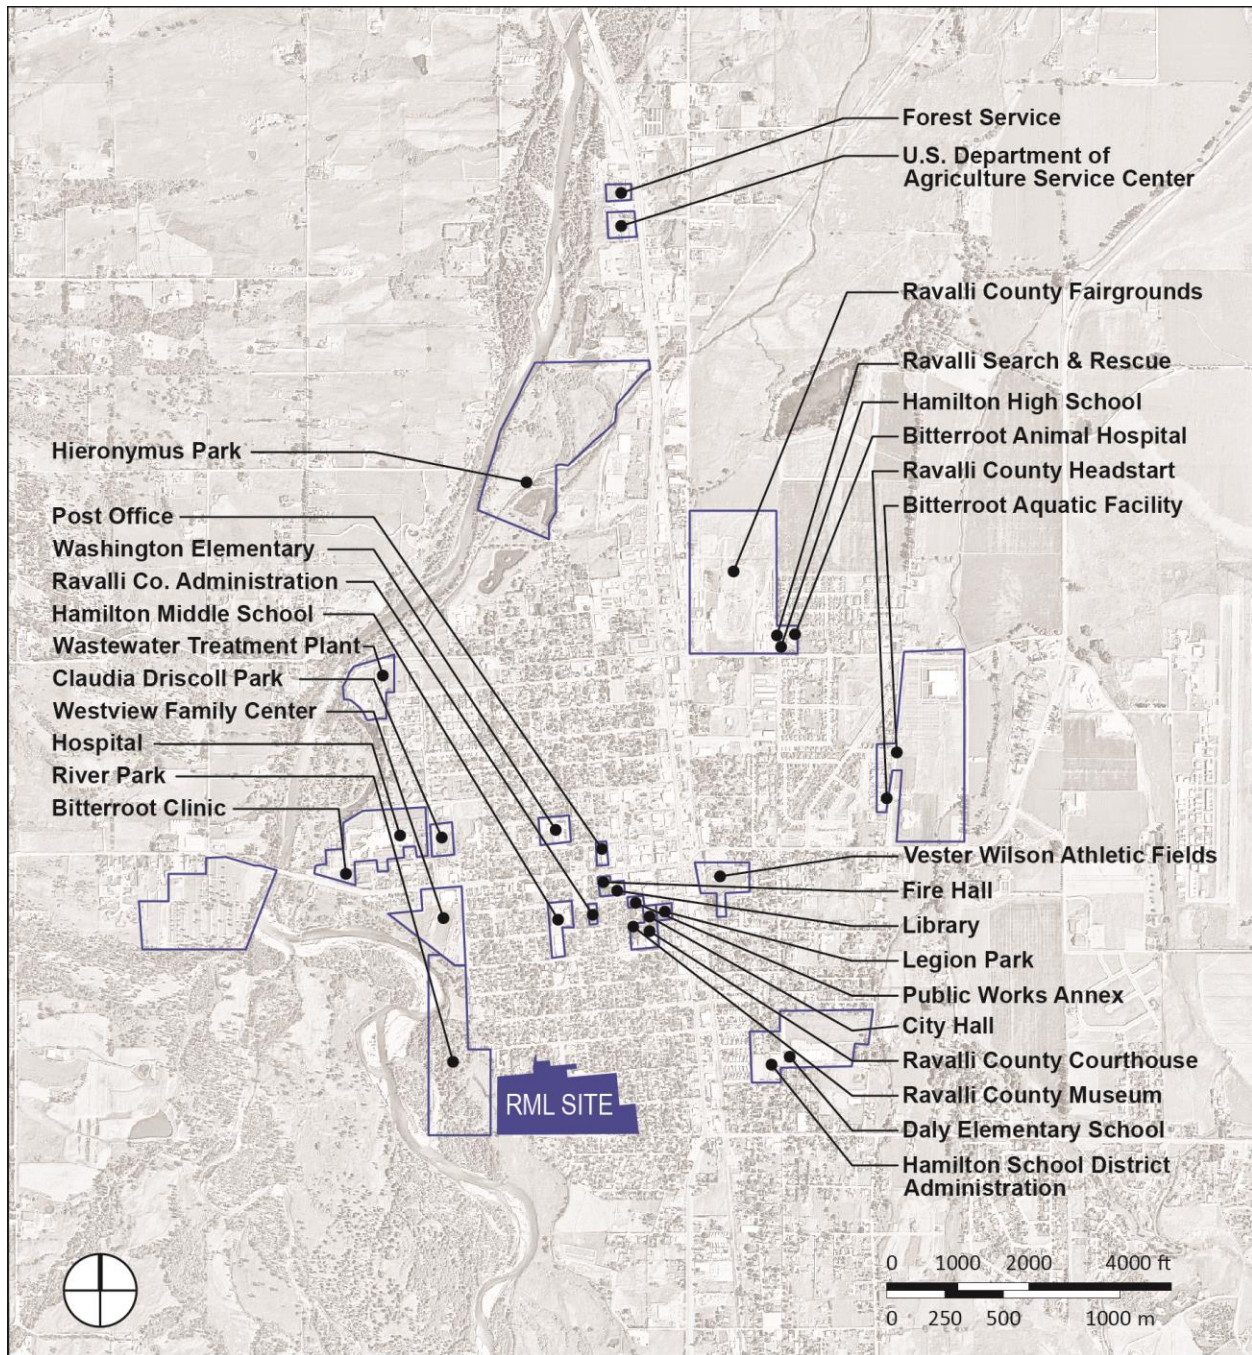 Forest Service
U.S. Department of
Agriculture Service Center
Ravalli County Fairgrounds
Ravalli Search & Rescue
Hamilton High School
Bitterroot Animal Hospital
Ravalli County Headstart
Bitterroot Aquatic Facility
Hieronymus Park
Post Office
Washington Elementary
Ravalli Co. Administration
Hamilton Middle School
Wastewater Treatment Plant
Claudia Driscoll Park
Westview Family Center
Hospital
River Park
Bitterroot Clinic
Vester Wilson Athletic Fields
Fire Hall
Library
Legion Park
Public Works Annex
City Hall
Ravalli County Courthouse
Ravalli County Museum
Daly Elementary School
Hamilton School District
Administration
RML SITE
0 1000 2000 4000 ft
0 250 500 1000 m